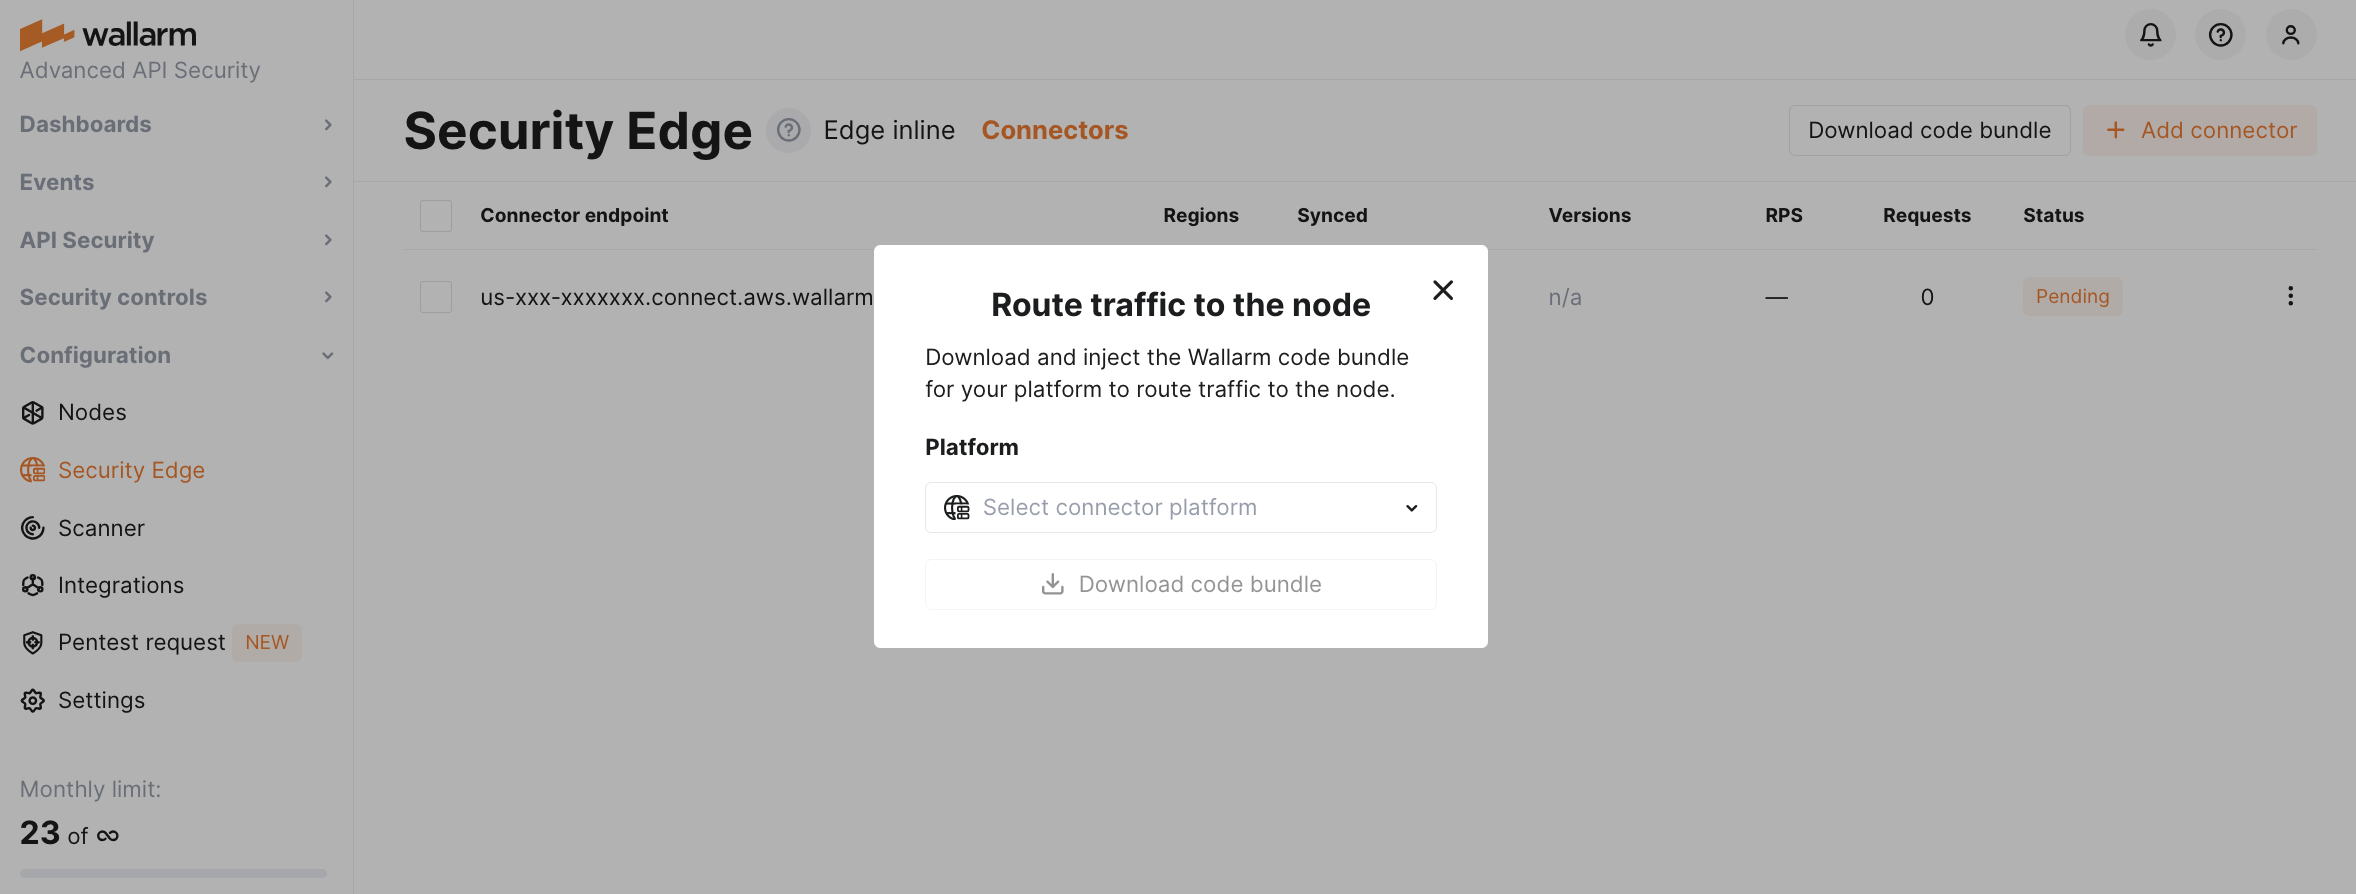 wallarm
Advanced API Security
Dashboards
Events
API Security
Security controls
Configuration
Nodes
Security Edge
Scanner
Integrations
Pentest request NEW
Settings
Monthly limit:
23 of ∞
Security Edge ? Edge inline Connectors
Download code bundle + Add connector
Connector endpoint Regions Synced Versions RPS Requests Status
us-xxx-xxxxxxx.connect.aws.wallarm n/a — 0 Pending
Route traffic to the node
Download and inject the Wallarm code bundle
for your platform to route traffic to the node.
Platform
Select connector platform
Download code bundle